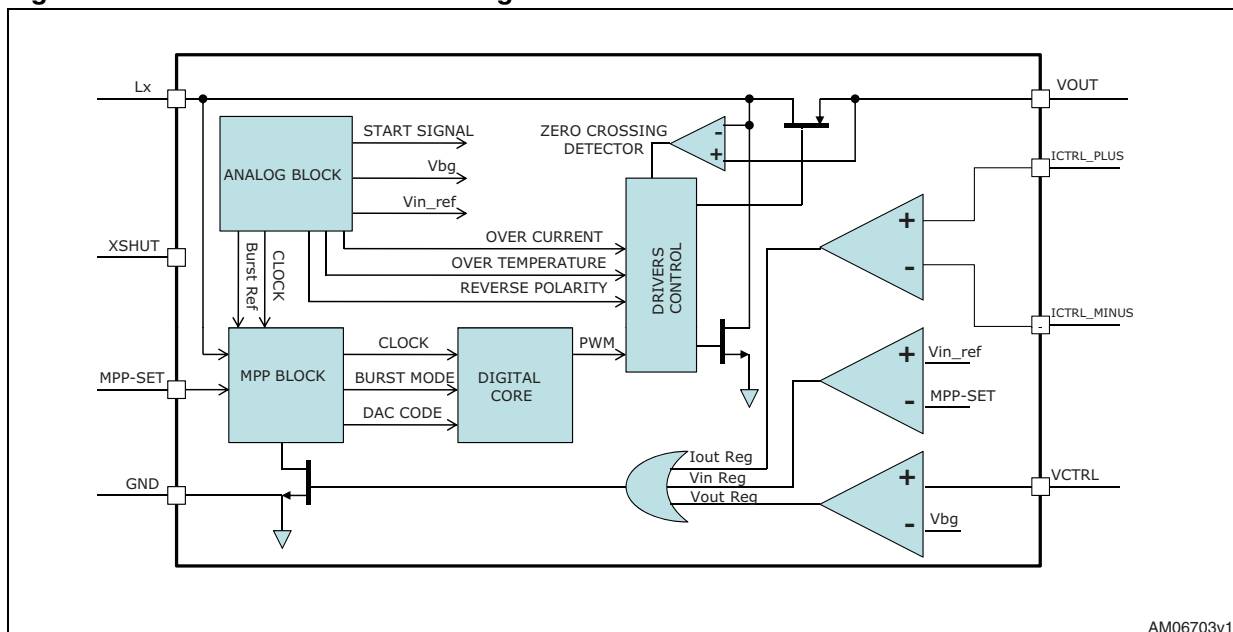 Lx
VOUT
START SIGNAL
ZERO CROSSING
DETECTOR
-
+
ANALOG BLOCK
Vbg
Vin_ref
ICTRL_PLUS
XSHUT
Burst Ref
CLOCK
OVER CURRENT
OVER TEMPERATURE
REVERSE POLARITY
DRIVERS
CONTROL
+
-
ICTRL_MINUS
-
MPP-SET
MPP BLOCK
CLOCK
BURST MODE
DAC CODE
DIGITAL
CORE
PWM
+
Vin_ref
-
MPP-SET
GND
Iout Reg
Vin Reg
Vout Reg
+
-
Vbg
VCTRL
AM06703v1